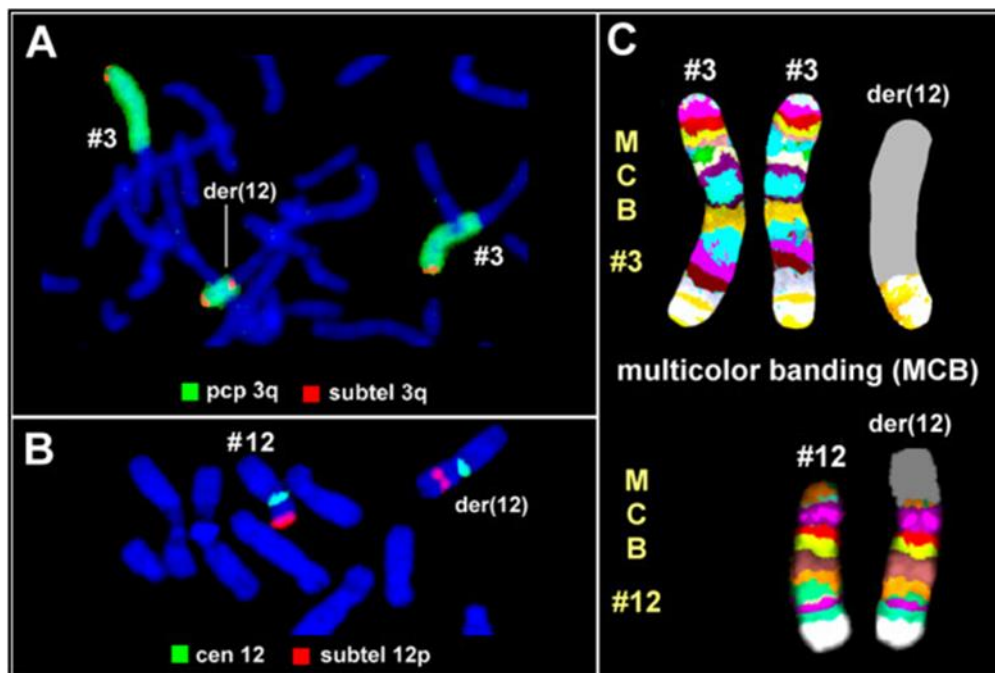 A
#3
der(12)
#3
pcp 3q subtel 3q
B
#12
der(12)
cen 12 subtel 12p
C
#3 #3
der(12)
M
C
B
#3
multicolor banding (MCB)
der(12)
#12
M
C
B
#12